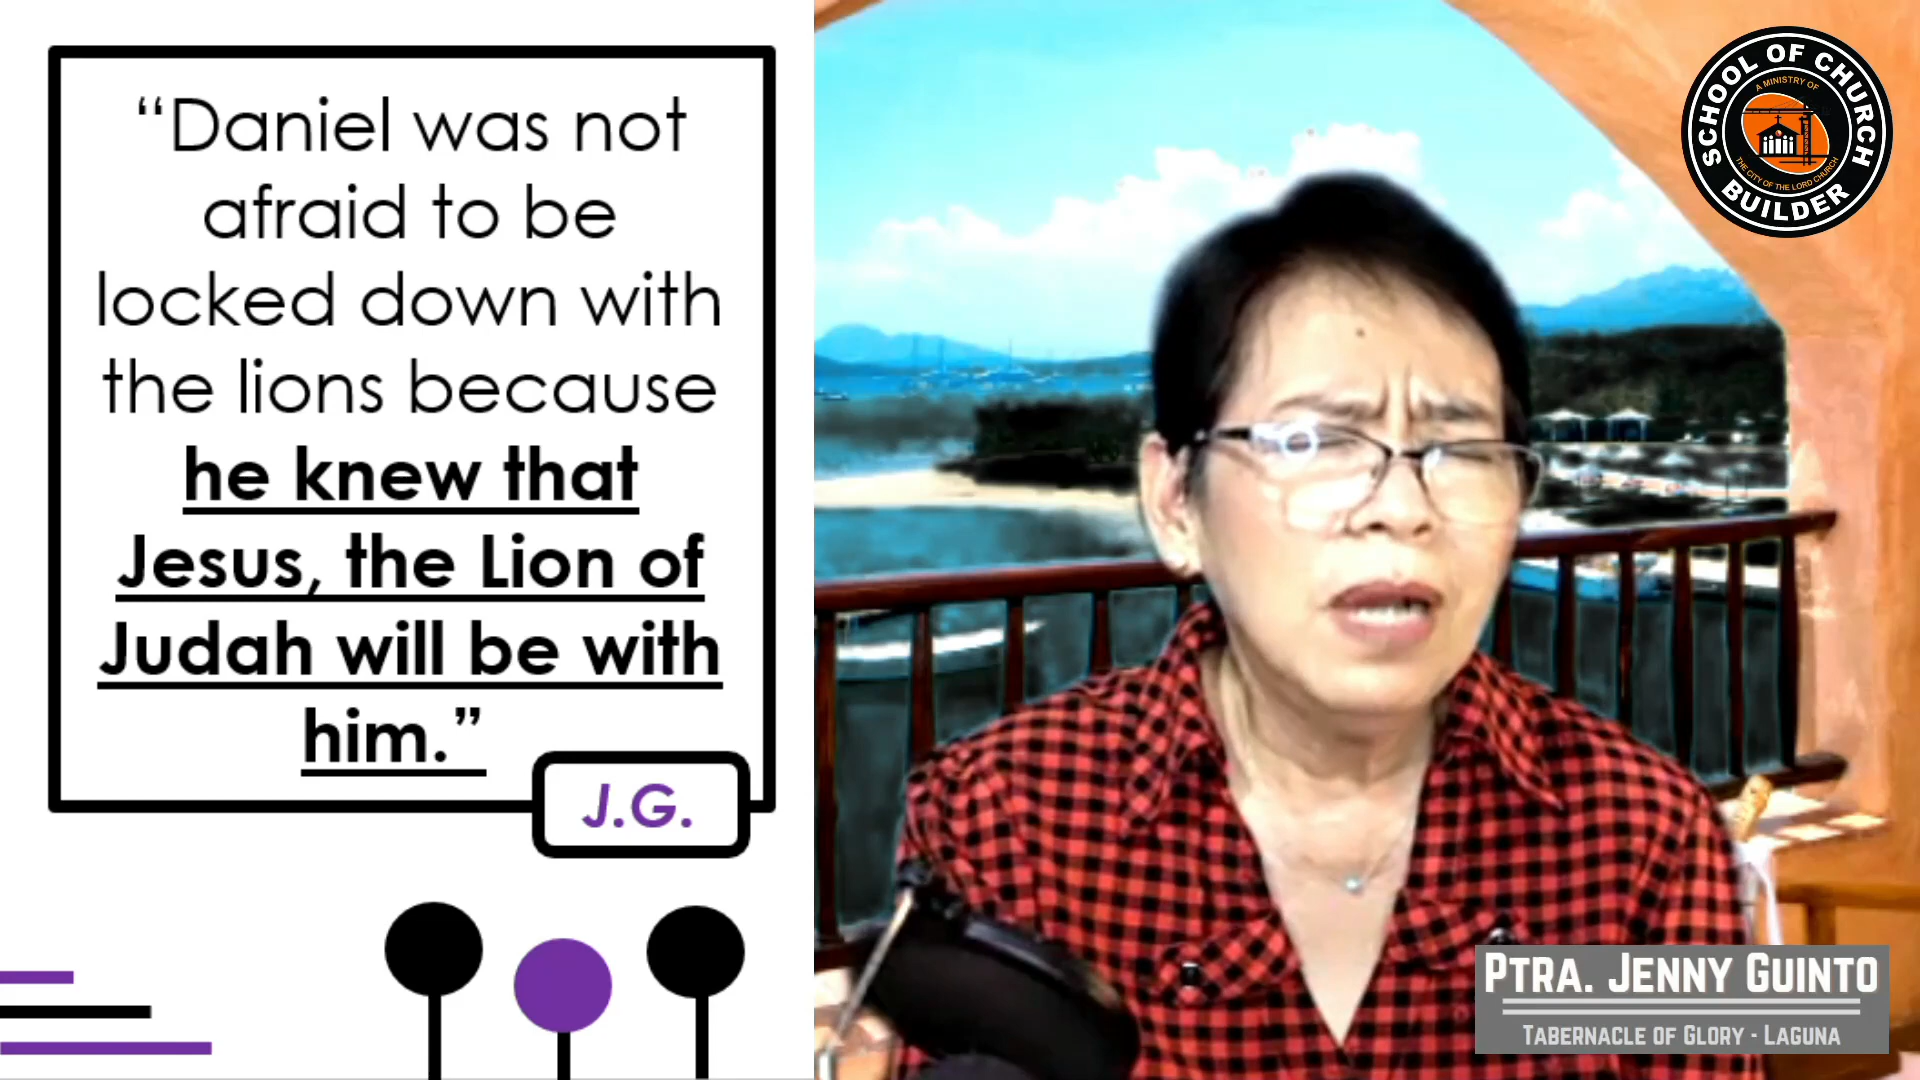 “Daniel was not
afraid to be
locked down with
the lions because
he knew that
Jesus, the Lion of
Judah will be with
him.”
J.G.
SCHOOL OF CHURCH
BUILDER
A MINISTRY OF
THE CITY OF THE LORD CHURCH
PTRA. JENNY GUINTO
TABERNACLE OF GLORY - LAGUNA